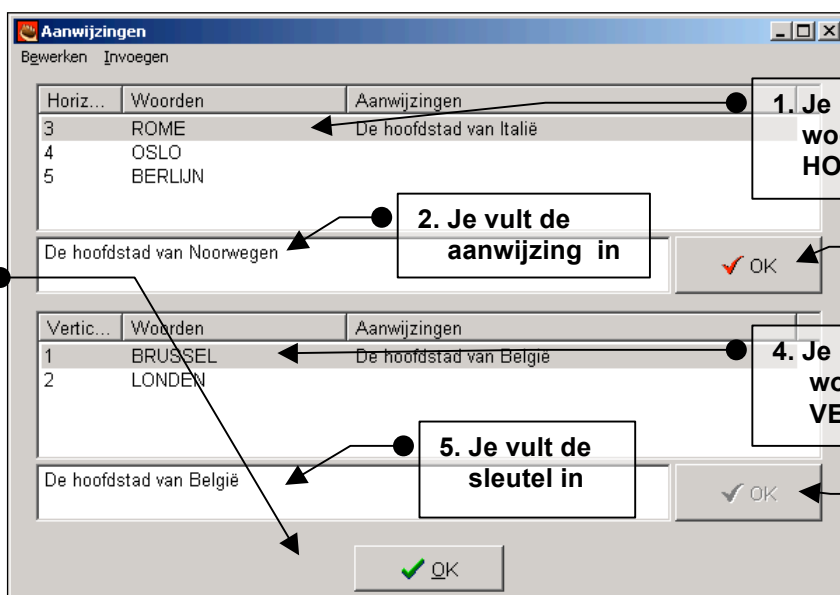 Aanwijzingen
Bewerken Invoegen
Horiz... Woorden Aanwijzingen
3 ROME De hoofdstad van Italië
4 OSLO
5 BERLIJN
1. Je
HO
2. Je vult de
aanwijzing in
De hoofdstad van Noorwegen
OK
Vertic... Woorden Aanwijzingen
1 BRUSSEL De hoofdstad van België
2 LONDEN
4. Je
VE
5. Je vult de
sleutel in
De hoofdstad van België
OK
OK